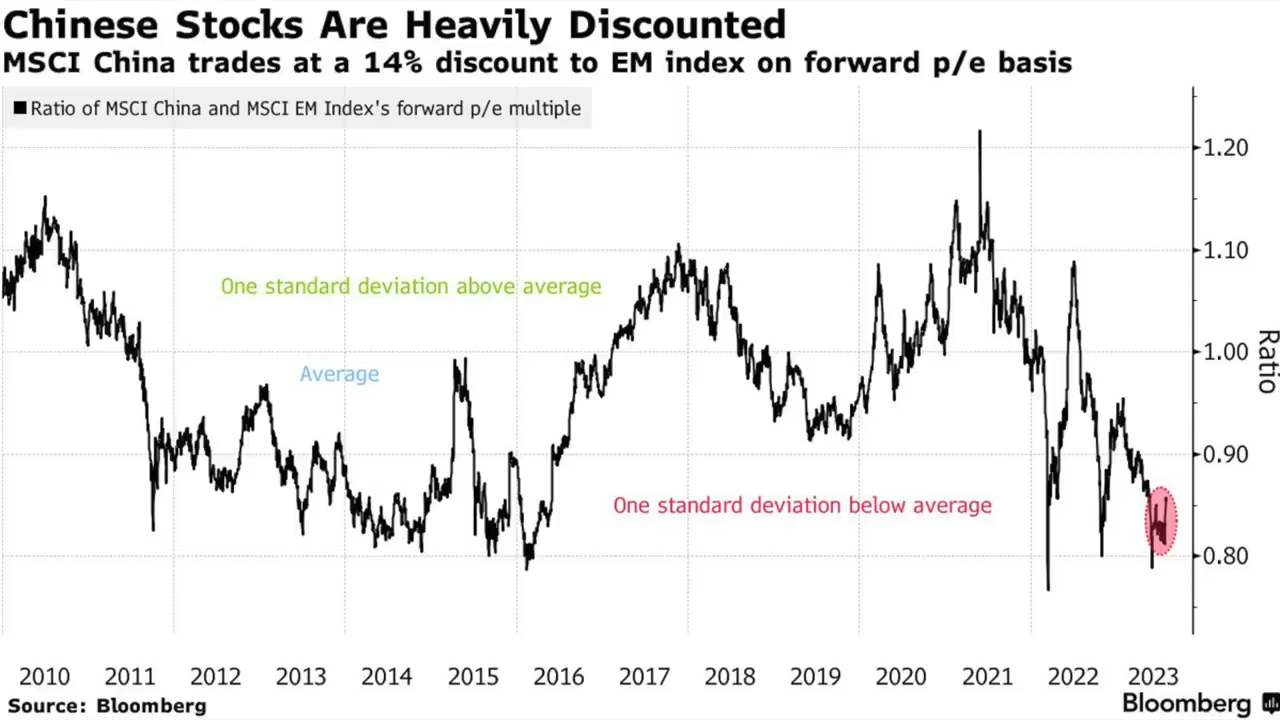 Chinese Stocks Are Heavily Discounted
MSCI China trades at a 14% discount to EM index on forward p/e basis
Ratio of MSCI China and MSCI EM Index's forward p/e multiple
1.20
1.10
One standard deviation above average
1.00
Ratio
Average
0.90
One standard deviation below average
0.80
2010 2011 2012 2013 2014 2015 2016 2017 2018 2019 2020 2021 2022 2023
Source: Bloomberg
Bloomberg